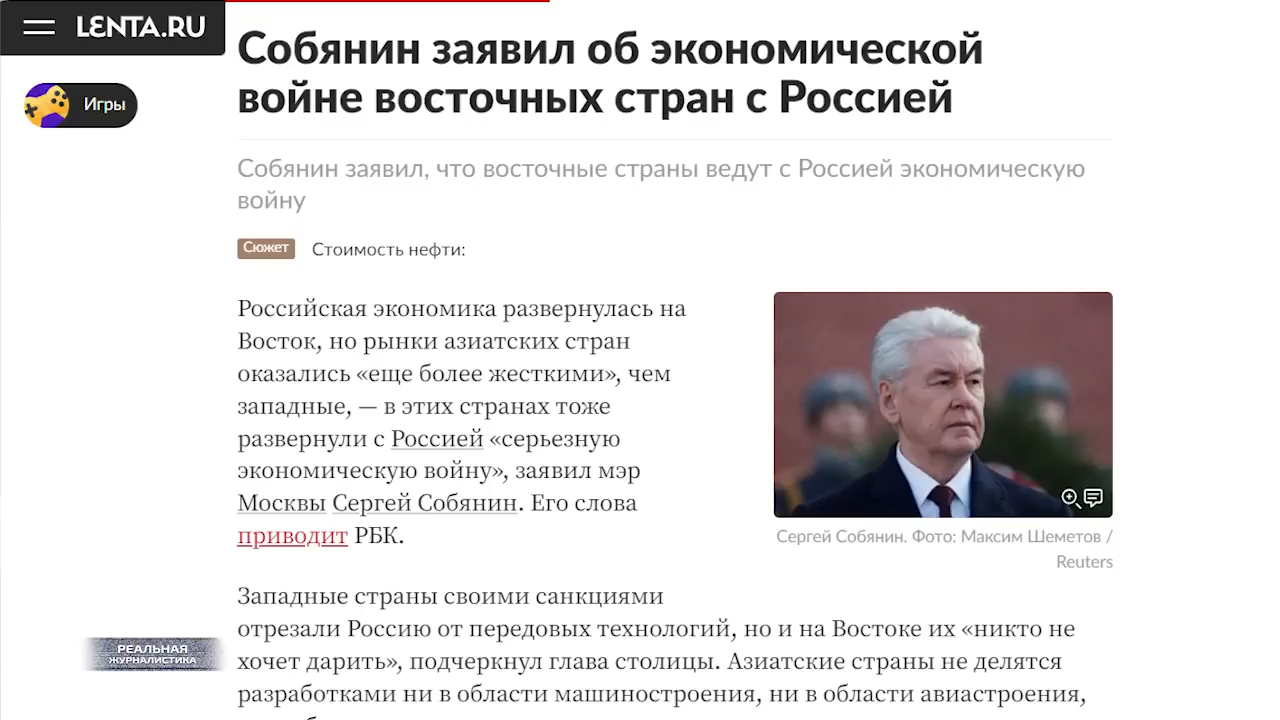 LENTA.RU
Игры
Собянин заявил об экономической
войне восточных стран с Россией
Собянин заявил, что восточные страны ведут с Россией экономическую
войну
Сюжет Стоимость нефти:
Российская экономика развернулась на
Восток, но рынки азиатских стран
оказались «еще более жесткими», чем
западные, — в этих странах тоже
развернули с Россией «серьезную
экономическую войну», заявил мэр
Москвы Сергей Собянин. Его слова
приводит РБК.
Сергей Собянин. Фото: Максим Шеметов /
Reuters
Западные страны своими санкциями
отрезали Россию от передовых технологий, но и на Востоке их «никто не
хочет дарить», подчеркнул глава столицы. Азиатские страны не делятся
разработками ни в области машиностроения, ни в области авиастроения,
РЕАЛЬНАЯ
ЖУРНАЛИСТИКА